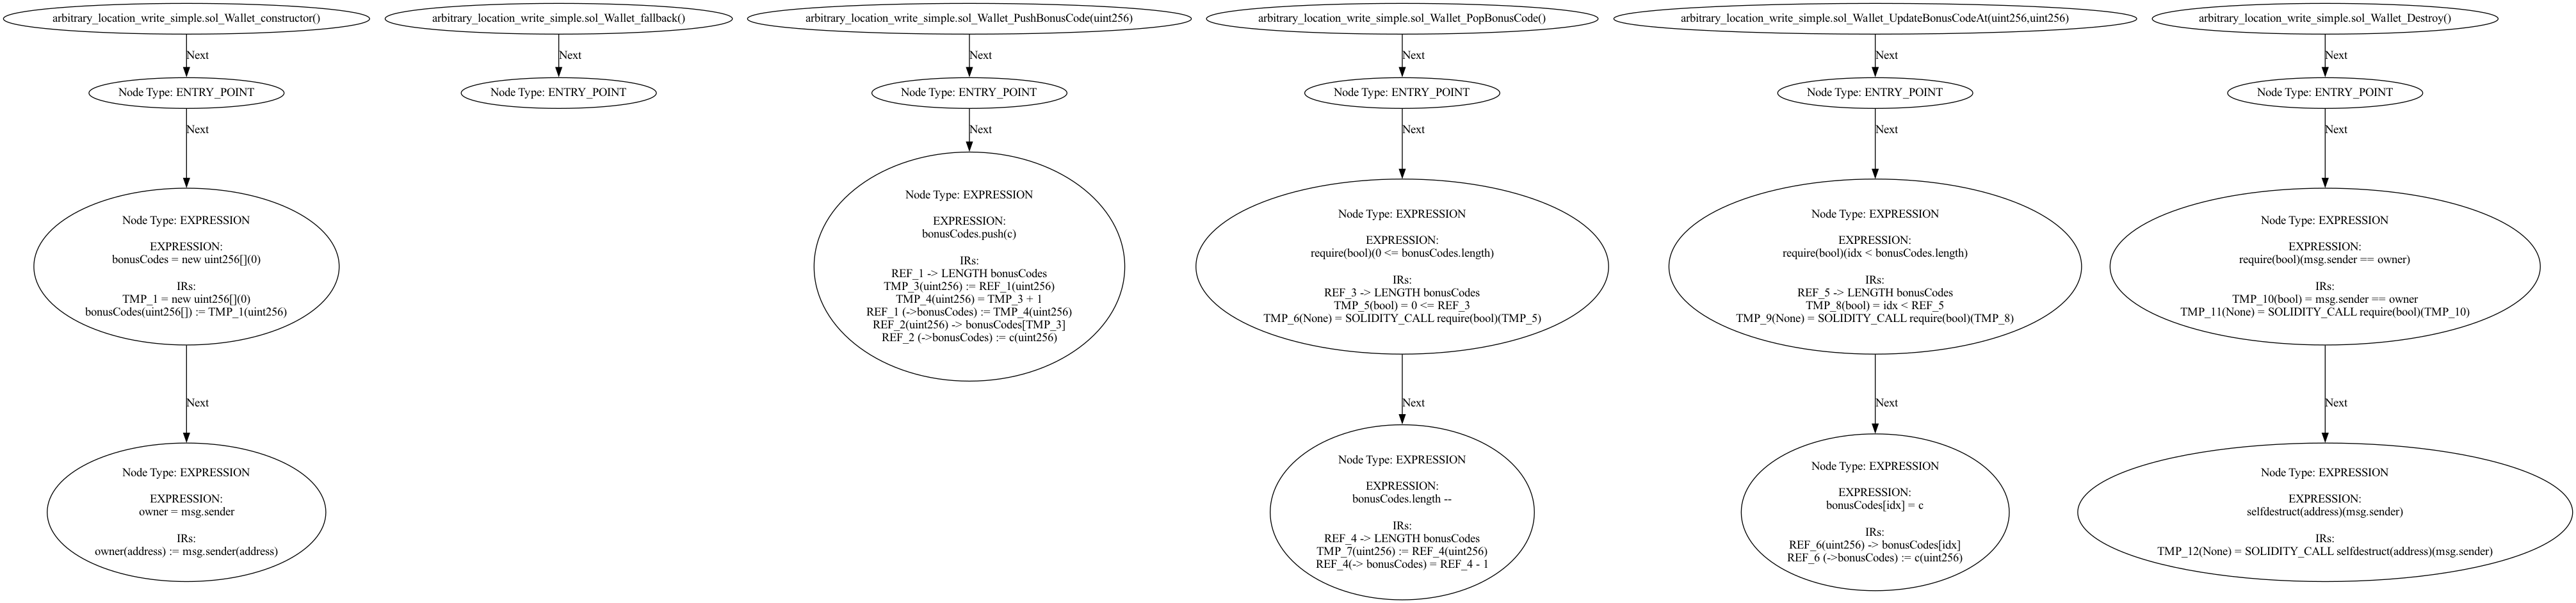 arbitrary_location_write_simple.sol_Wallet_constructor()
Next
Node Type: ENTRY_POINT
Next
Node Type: EXPRESSION
EXPRESSION:
bonusCodes = new uint256[](0)
IRs:
TMP_1 = new uint256[](0)
bonusCodes(uint256[]) := TMP_1(uint256)
Next
Node Type: EXPRESSION
EXPRESSION:
owner = msg.sender
IRs:
owner(address) := msg.sender(address)
arbitrary_location_write_simple.sol_Wallet_fallback()
Next
Node Type: ENTRY_POINT
arbitrary_location_write_simple.sol_Wallet_PushBonusCode(uint256)
Next
Node Type: ENTRY_POINT
Next
Node Type: EXPRESSION
EXPRESSION:
bonusCodes.push(c)
IRs:
REF_1 -> LENGTH bonusCodes
TMP_3(uint256) := REF_1(uint256)
TMP_4(uint256) = TMP_3 + 1
REF_1 (->bonusCodes) := TMP_4(uint256)
REF_2(uint256) -> bonusCodes[TMP_3]
REF_2 (->bonusCodes) := c(uint256)
arbitrary_location_write_simple.sol_Wallet_PopBonusCode()
Next
Node Type: ENTRY_POINT
Next
Node Type: EXPRESSION
EXPRESSION:
require(bool)(0 <= bonusCodes.length)
IRs:
REF_3 -> LENGTH bonusCodes
TMP_5(bool) = 0 <= REF_3
TMP_6(None) = SOLIDITY_CALL require(bool)(TMP_5)
Next
Node Type: EXPRESSION
EXPRESSION:
bonusCodes.length --
IRs:
REF_4 -> LENGTH bonusCodes
TMP_7(uint256) := REF_4(uint256)
REF_4(-> bonusCodes) = REF_4 - 1
arbitrary_location_write_simple.sol_Wallet_UpdateBonusCodeAt(uint256,uint256)
Next
Node Type: ENTRY_POINT
Next
Node Type: EXPRESSION
EXPRESSION:
require(bool)(idx < bonusCodes.length)
IRs:
REF_5 -> LENGTH bonusCodes
TMP_8(bool) = idx < REF_5
TMP_9(None) = SOLIDITY_CALL require(bool)(TMP_8)
Next
Node Type: EXPRESSION
EXPRESSION:
bonusCodes[idx] = c
IRs:
REF_6(uint256) -> bonusCodes[idx]
REF_6 (->bonusCodes) := c(uint256)
arbitrary_location_write_simple.sol_Wallet_Destroy()
Next
Node Type: ENTRY_POINT
Next
Node Type: EXPRESSION
EXPRESSION:
require(bool)(msg.sender == owner)
IRs:
TMP_10(bool) = msg.sender == owner
TMP_11(None) = SOLIDITY_CALL require(bool)(TMP_10)
Next
Node Type: EXPRESSION
EXPRESSION:
selfdestruct(address)(msg.sender)
IRs:
TMP_12(None) = SOLIDITY_CALL selfdestruct(address)(msg.sender)